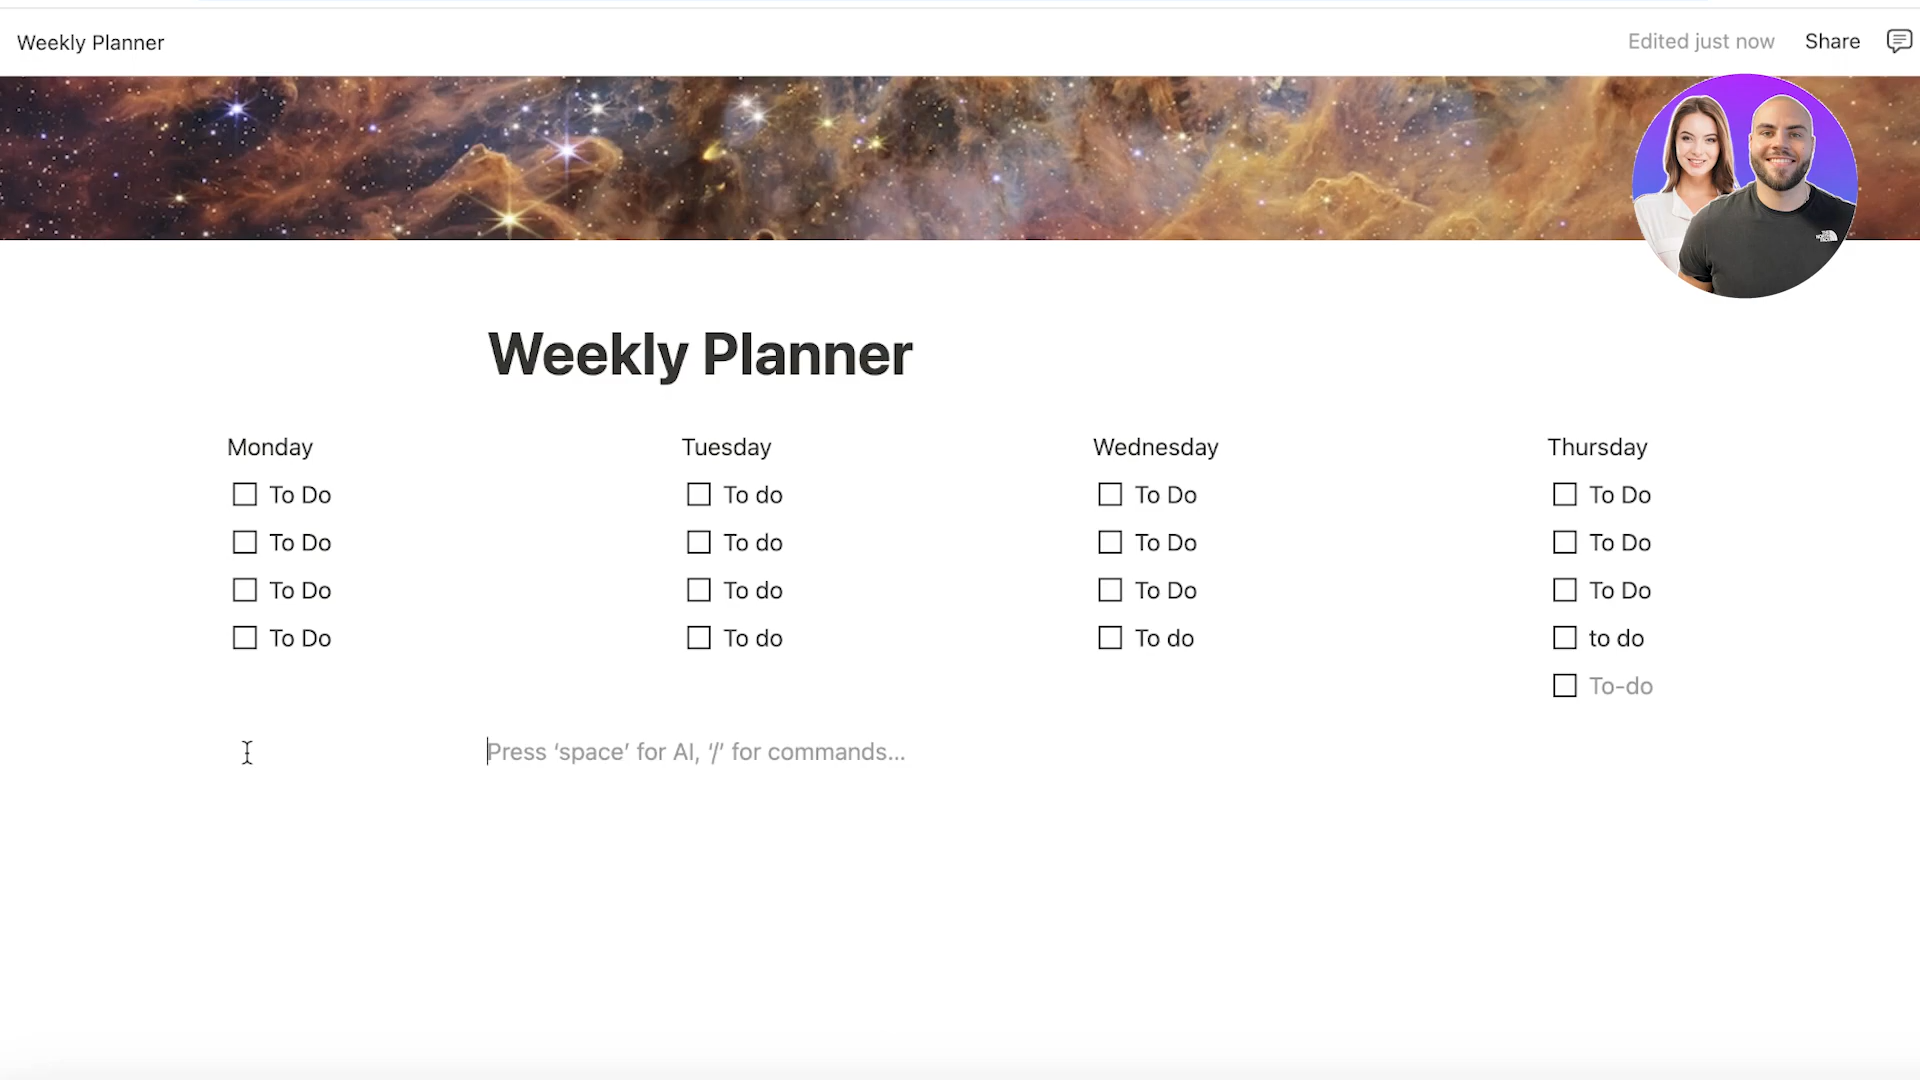 Weekly Planner
Edited just now Share
Weekly Planner
Monday Tuesday Wednesday Thursday
To Do To do To Do To Do
To Do To do To Do To Do
To Do To do To Do To Do
To Do To do To do to do
To-do
Press ‘space’ for AI, ‘/’ for commands...